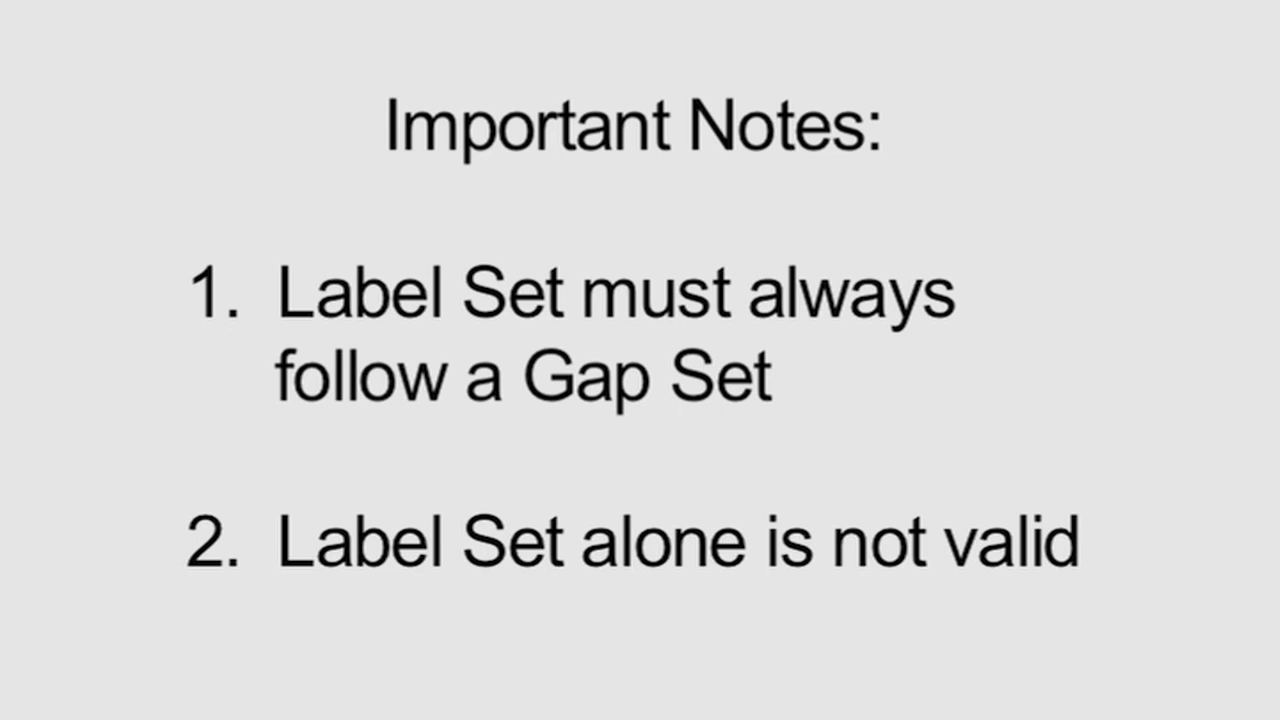 Important Notes:
1. Label Set must always
follow a Gap Set
2. Label Set alone is not valid